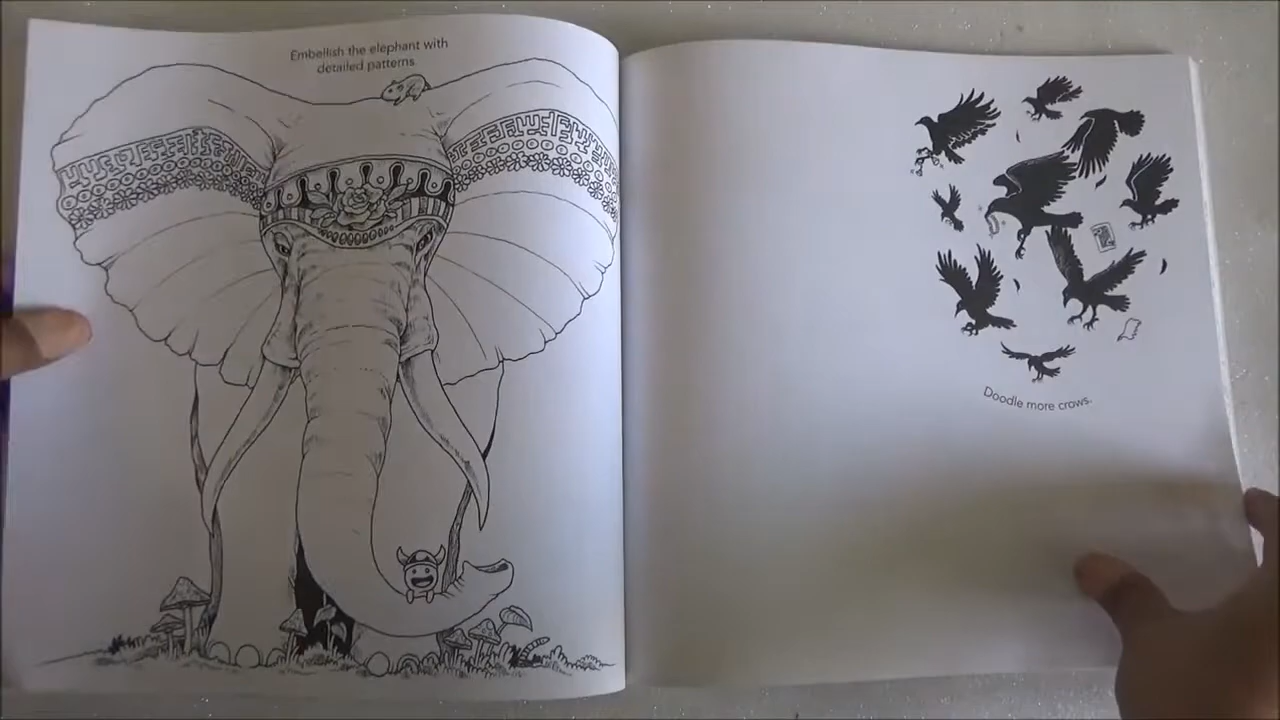 Embellish the elephant with
detailed patterns
Doodle more crows.